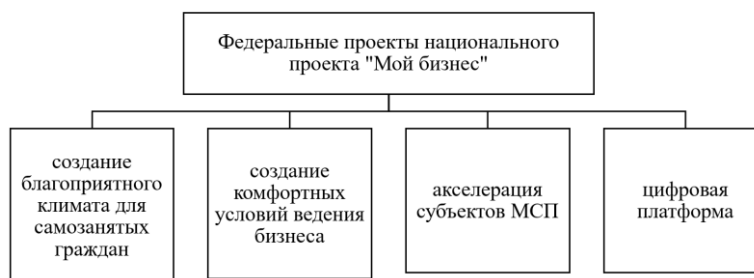 Федеральные проекты национального
проекта "Мой бизнес"
создание
благоприятного
климата для
самозанятых
граждан
создание
комфортных
условий ведения
бизнеса
акселерация
субъектов МСП
цифровая
платформа